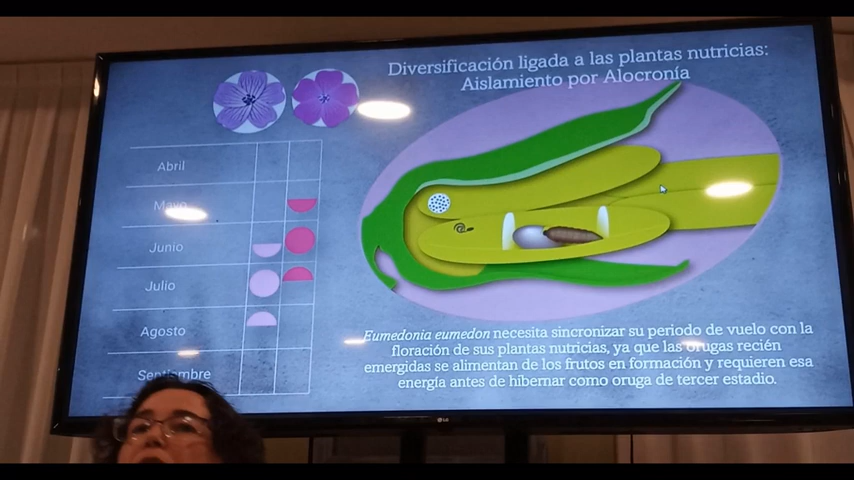 Diversificación ligada a las plantas nutricias:
Aislamiento por Alocronía
Abril
Mayo
Junio
Julio
Agosto
Septiembre
Eumedonia eumedon necesita sincronizar su periodo de vuelo con la
floración de sus plantas nutricias, ya que las orugas recién
emergidas se alimentan de los frutos en formación y requieren esa
energía antes de hibernar como oruga de tercer estadio.
LG